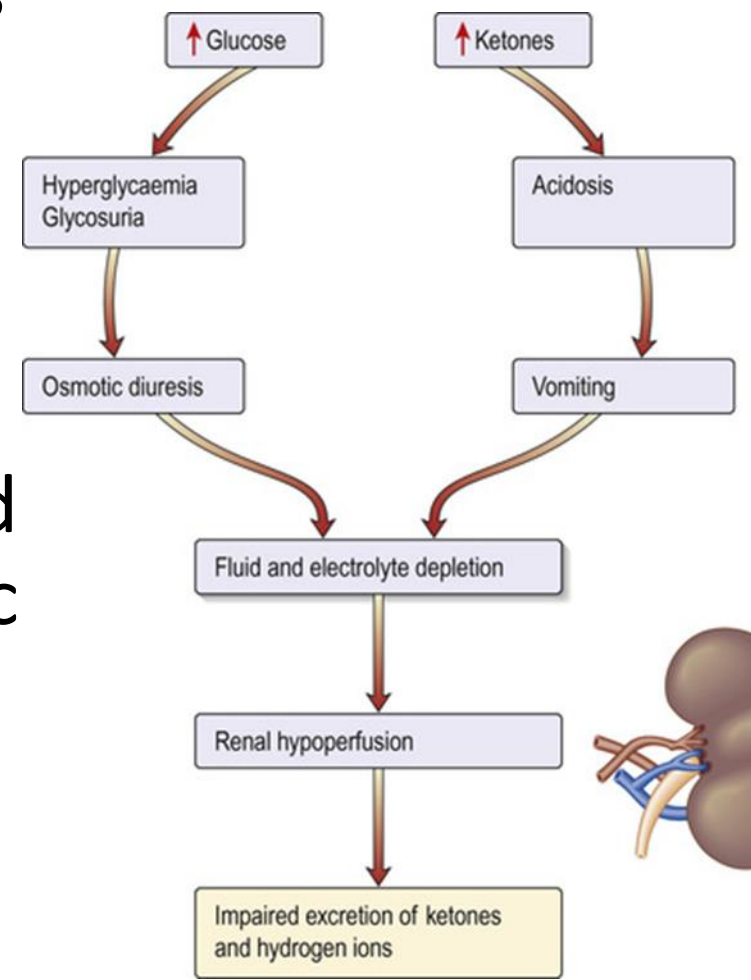 ↑ Glucose
↑ Ketones
Hyperglycaemia
Glycosuria
Acidosis
Osmotic diuresis
Vomiting
d
c
Fluid and electrolyte depletion
Renal hypoperfusion
Impaired excretion of ketones
and hydrogen ions